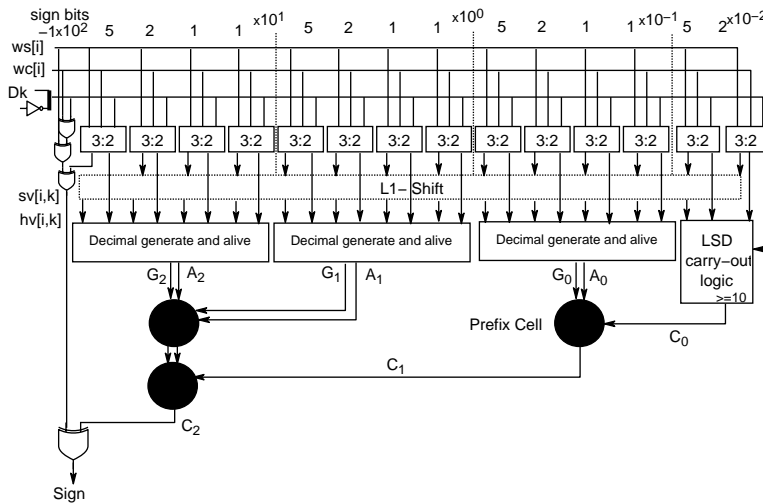 sign bits
−1x10² 5 2 1 1 x10¹ 5 2 1 1 x10⁰ 5 2 1 1 x10⁻¹ 5 2 x10⁻²
ws[i]
wc[i]
Dk
3:2 3:2 3:2 3:2 3:2 3:2 3:2 3:2 3:2 3:2 3:2 3:2 3:2 3:2
L1− Shift
sv[i,k]
hv[i,k]
Decimal generate and alive Decimal generate and alive Decimal generate and alive LSD
carry−out
logic
>=10
G₂ A₂ G₁ A₁ G₀ A₀
Prefix Cell
C₀
C₁
C₂
Sign